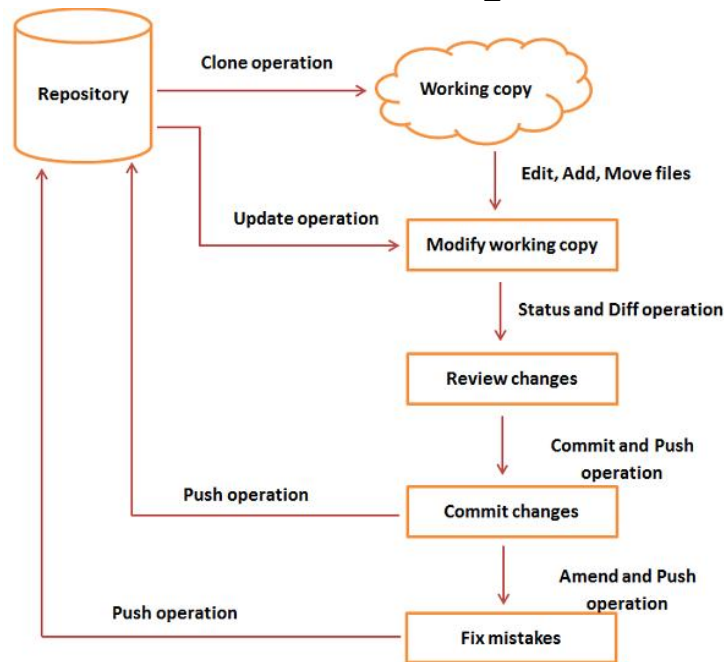 Clone operation
Repository
Working copy
Edit, Add, Move files
Update operation
Modify working copy
Status and Diff operation
Review changes
Commit and Push
operation
Push operation
Commit changes
Amend and Push
operation
Push operation
Fix mistakes